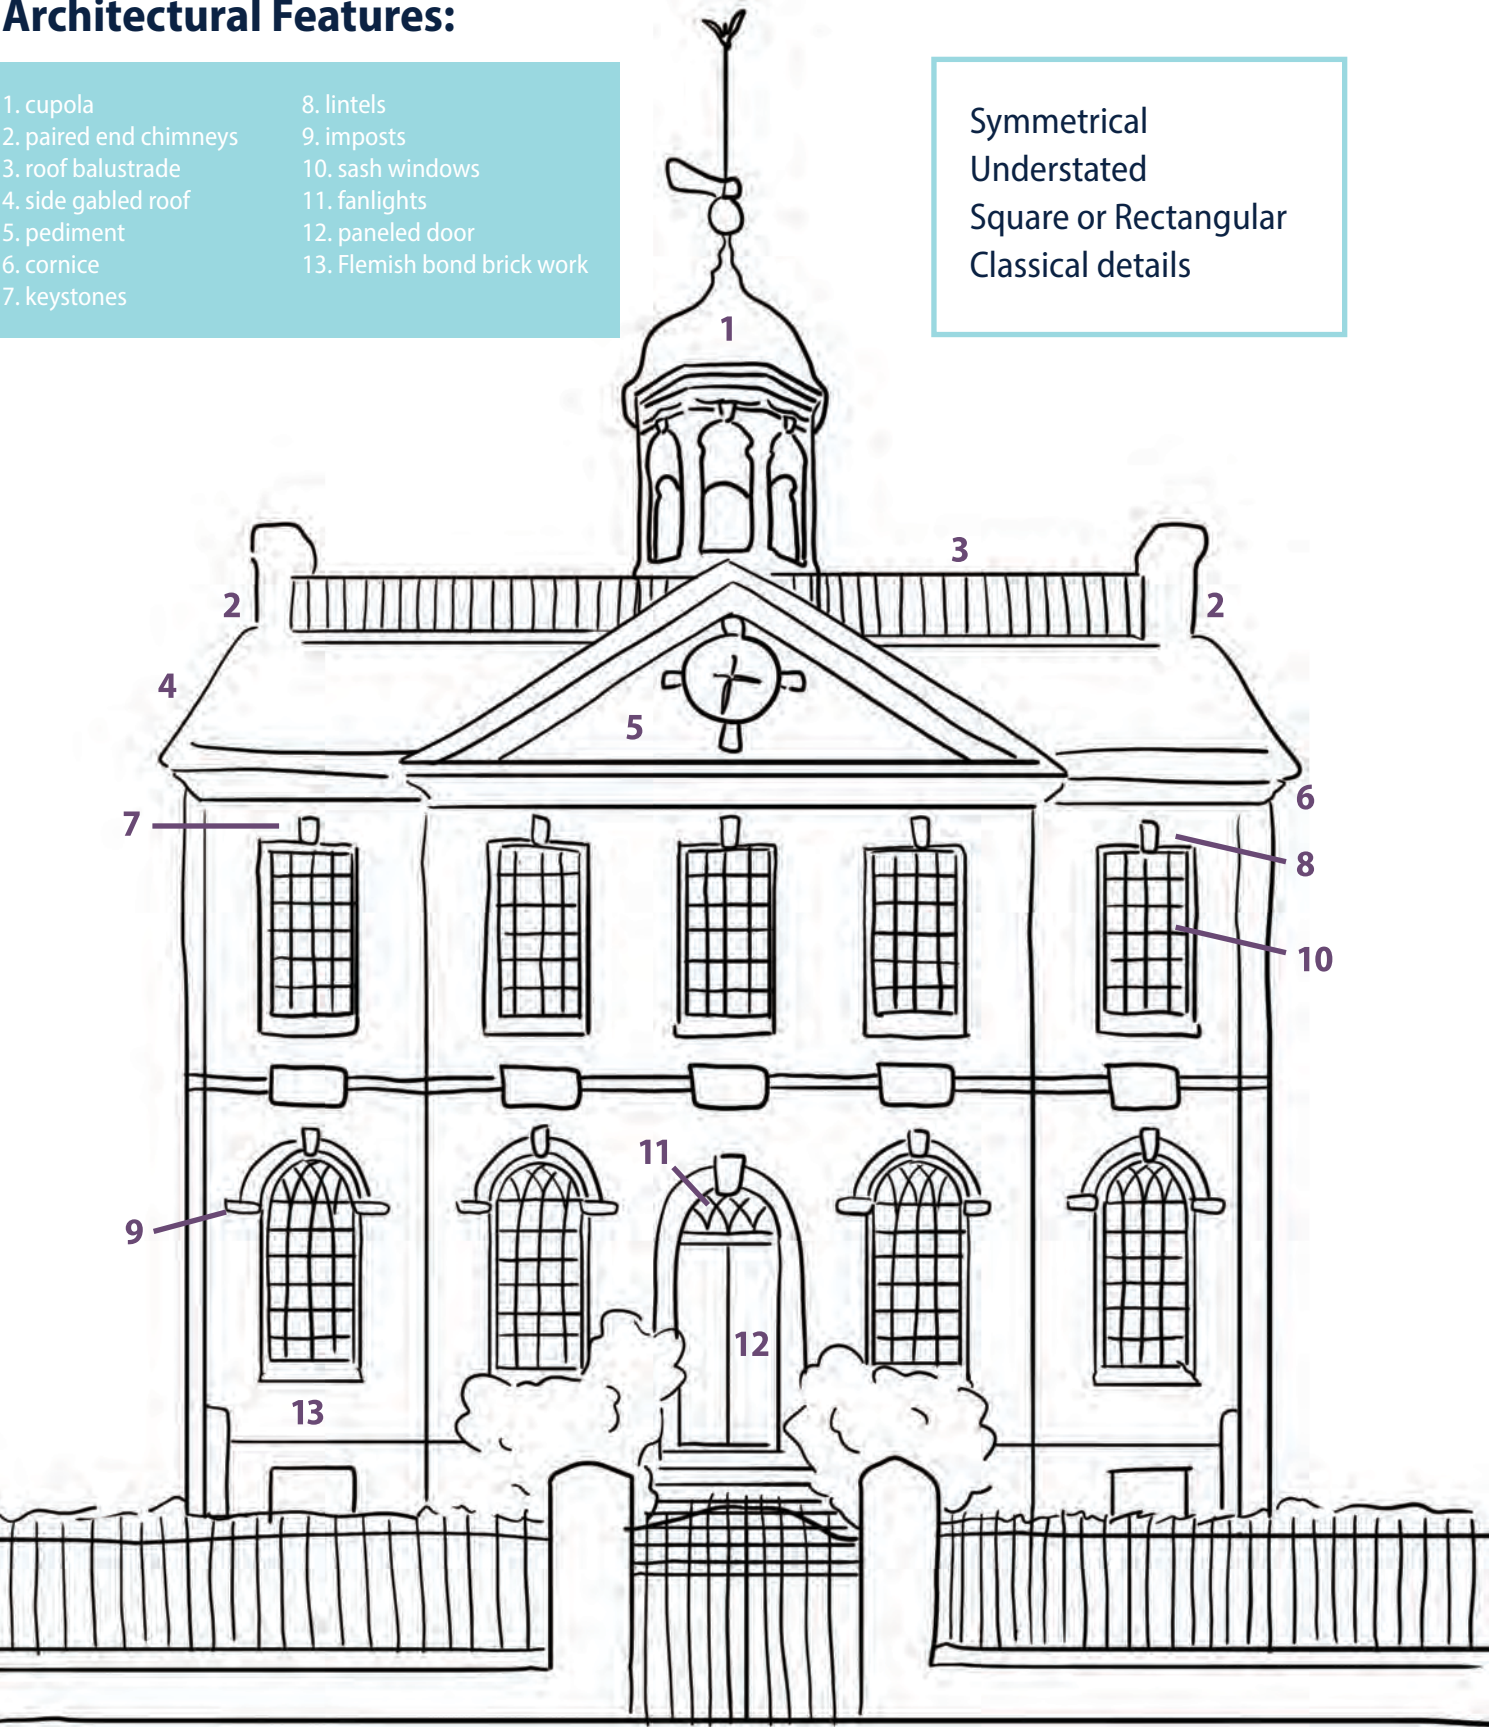 Architectural Features:
1. cupola
2. paired end chimneys
3. roof balustrade
4. side gabled roof
5. pediment
6. cornice
7. keystones
8. lintels
9. imposts
10. sash windows
11. fanlights
12. paneled door
13. Flemish bond brick work
Symmetrical
Understated
Square or Rectangular
Classical details
1
3
2
2
4
5
6
7
8
10
11
9
12
13